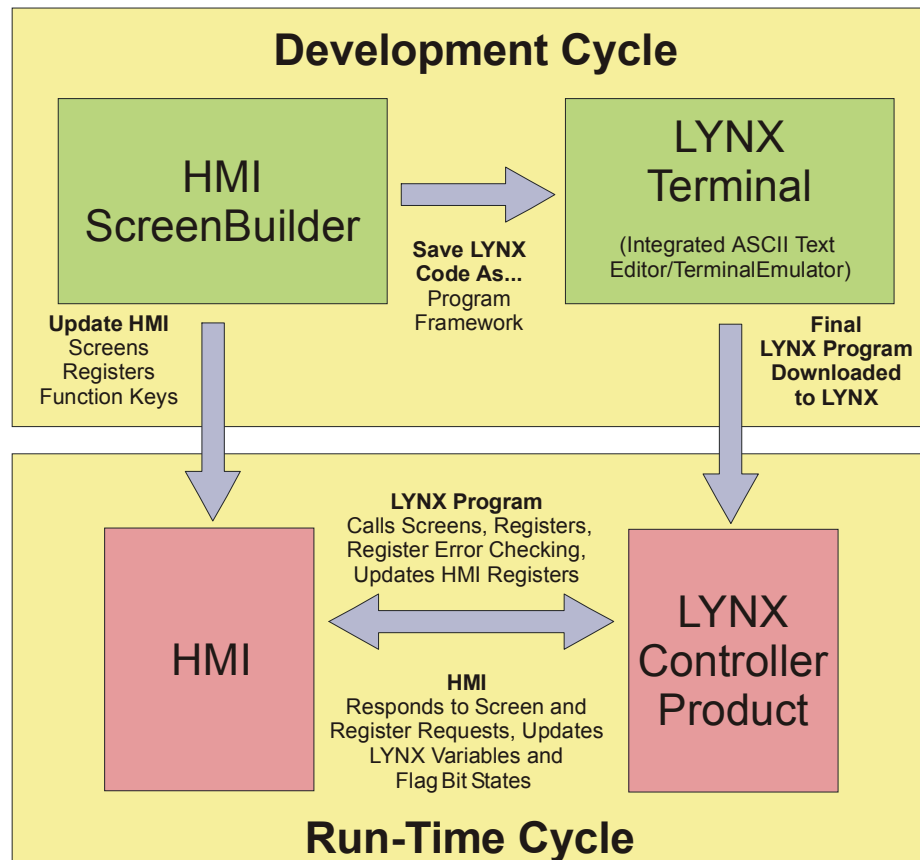 Development Cycle
HMI
ScreenBuilder
LYNX
Terminal
(Integrated ASCII Text
Editor/TerminalEmulator)
Save LYNX
Code As...
Program
Framework
Update HMI
Screens
Registers
Function Keys
Final
LYNX Program
Downloaded
to LYNX
LYNX Program
Calls Screens, Registers,
Register Error Checking,
Updates HMI Registers
HMI
LYNX
Controller
Product
HMI
Responds to Screen and
Register Requests, Updates
LYNX Variables and
Flag Bit States
Run-Time Cycle